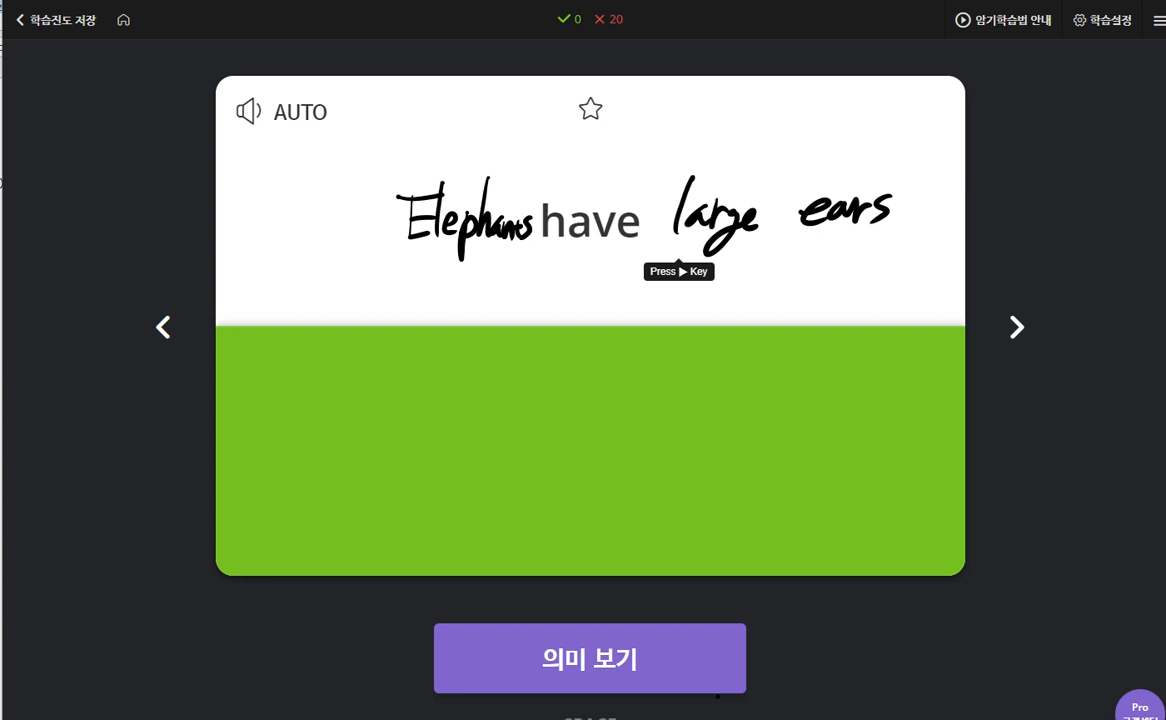 학습진도 저장 0 20 암기학습법 안내 학습설정
AUTO
Elephants have large ears
Press ▶ Key
의미 보기
Pro